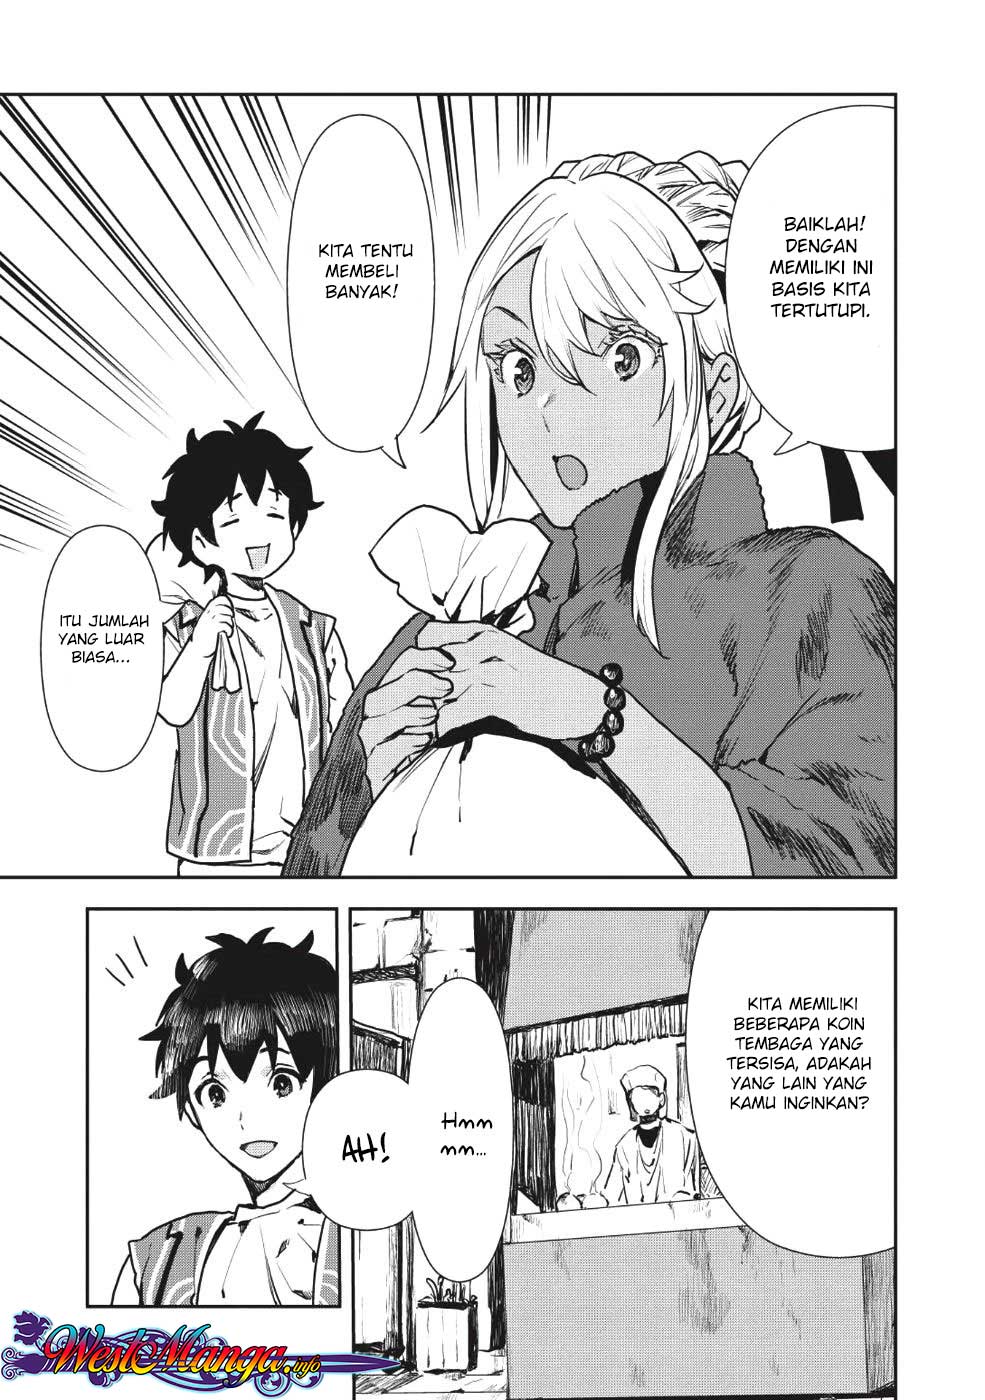 BAIKLAH!
DENGAN
MEMILIKI INI
BASIS KITA
TERTUTUPI.
KITA TENTU
MEMBELI
BANYAK!
ITU JUMLAH
YANG LUAR
BIASA...
KITA MEMILIKI
BEBERAPA KOIN
TEMBAGA YANG
TERSISA, ADAKAH
YANG LAIN YANG
KAMU INGINKAN?
Hmm
mm...
AH!
WestManga.info